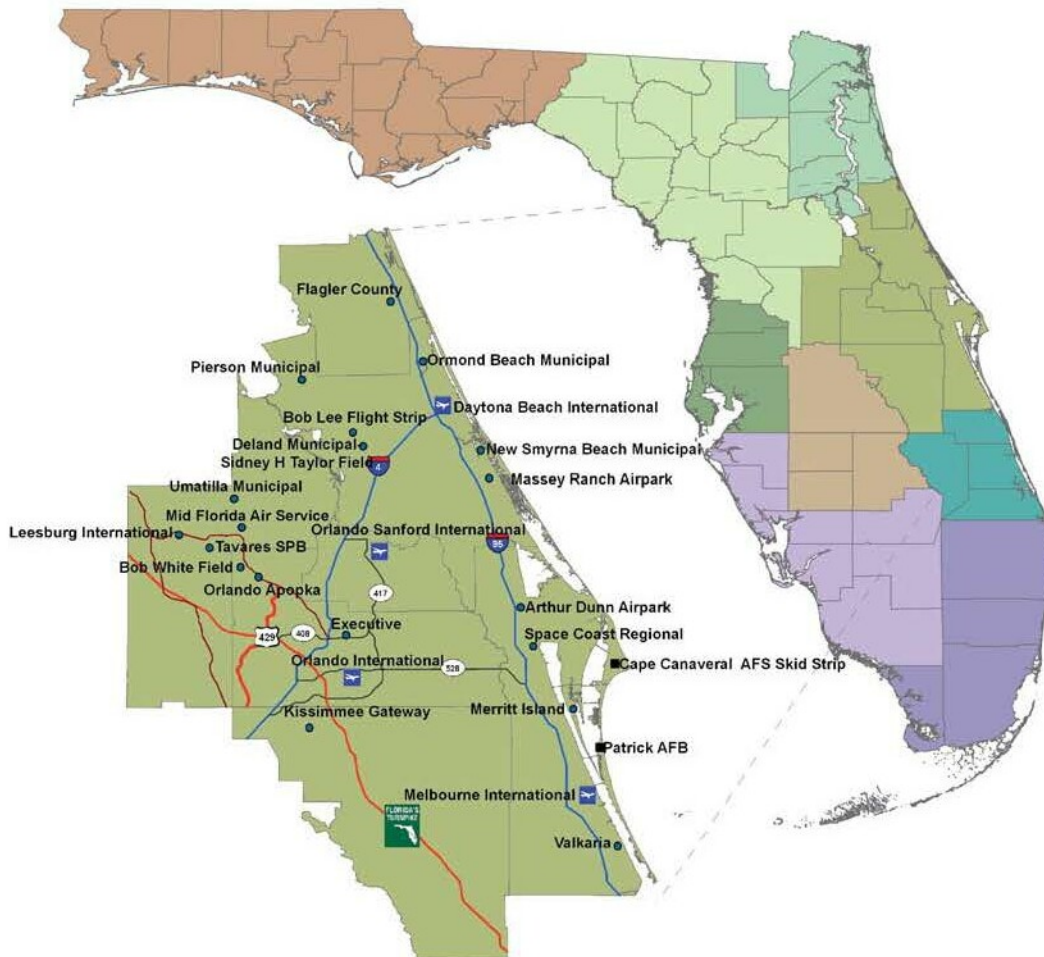 Flagler County
Ormond Beach Municipal
Pierson Municipal
Daytona Beach International
Bob Lee Flight Strip
Deland Municipal
New Smyrna Beach Municipal
Sidney H Taylor Field
4
Massey Ranch Airpark
Umatilla Municipal
Mid Florida Air Service
Leesburg International
Orlando Sanford International
95
Tavares SPB
Bob White Field
Orlando Apopka
417
Arthur Dunn Airpark
429
408
Executive
Space Coast Regional
Orlando International
528
Cape Canaveral AFS Skid Strip
Kissimmee Gateway
Merritt Island
Patrick AFB
Melbourne International
FLORIDA'S
TURNPIKE
Valkaria